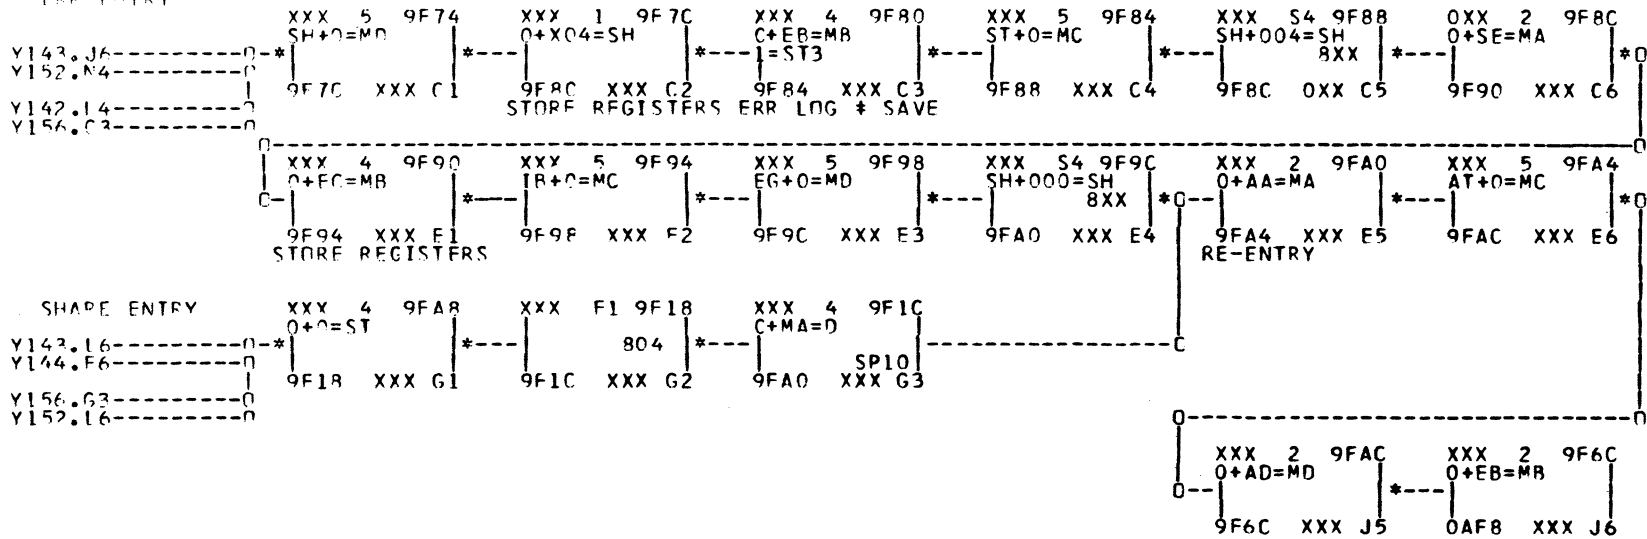 XXX 5 9F74 XXX 1 9F7C XXX 4 9F80 XXX 5 9F84 XXX S4 9F88 0XX 2 9F8C
SH+0=MD 0+X04=SH C+EB=MB ST+0=MC SH+004=SH 0+SE=MA
Y143.J6 1=ST3 8XX
Y152.N4
9F7C XXX C1 9F8C XXX C2 9F84 XXX C3 9F88 XXX C4 9F8C 0XX C5 9F90 XXX C6
Y142.L4 STORE REGISTERS ERR LOG ‡ SAVE
Y156.C3
XXX 4 9F90 XXX 5 9F94 XXX 5 9F98 XXX S4 9F9C XXX 2 9FA0 XXX 5 9FA4
0+FC=MB IB+0=MC EG+0=MD SH+000=SH 0+AA=MA AT+0=MC
8XX
9F94 XXX E1 9F98 XXX E2 9F9C XXX E3 9FA0 XXX E4 9FA4 XXX E5 9FAC XXX E6
STORE REGISTERS RE-ENTRY
SHARE ENTRY XXX 4 9FA8 XXX F1 9F18 XXX 4 9F1C
0+0=ST C+MA=D
Y143.L6 804
Y144.F6 SP10
9F18 XXX G1 9F1C XXX G2 9FA0 XXX G3
Y156.G3
Y152.L6
XXX 2 9FAC XXX 2 9F6C
0+AD=MD 0+EB=MB
9F6C XXX J5 0AF8 XXX J6